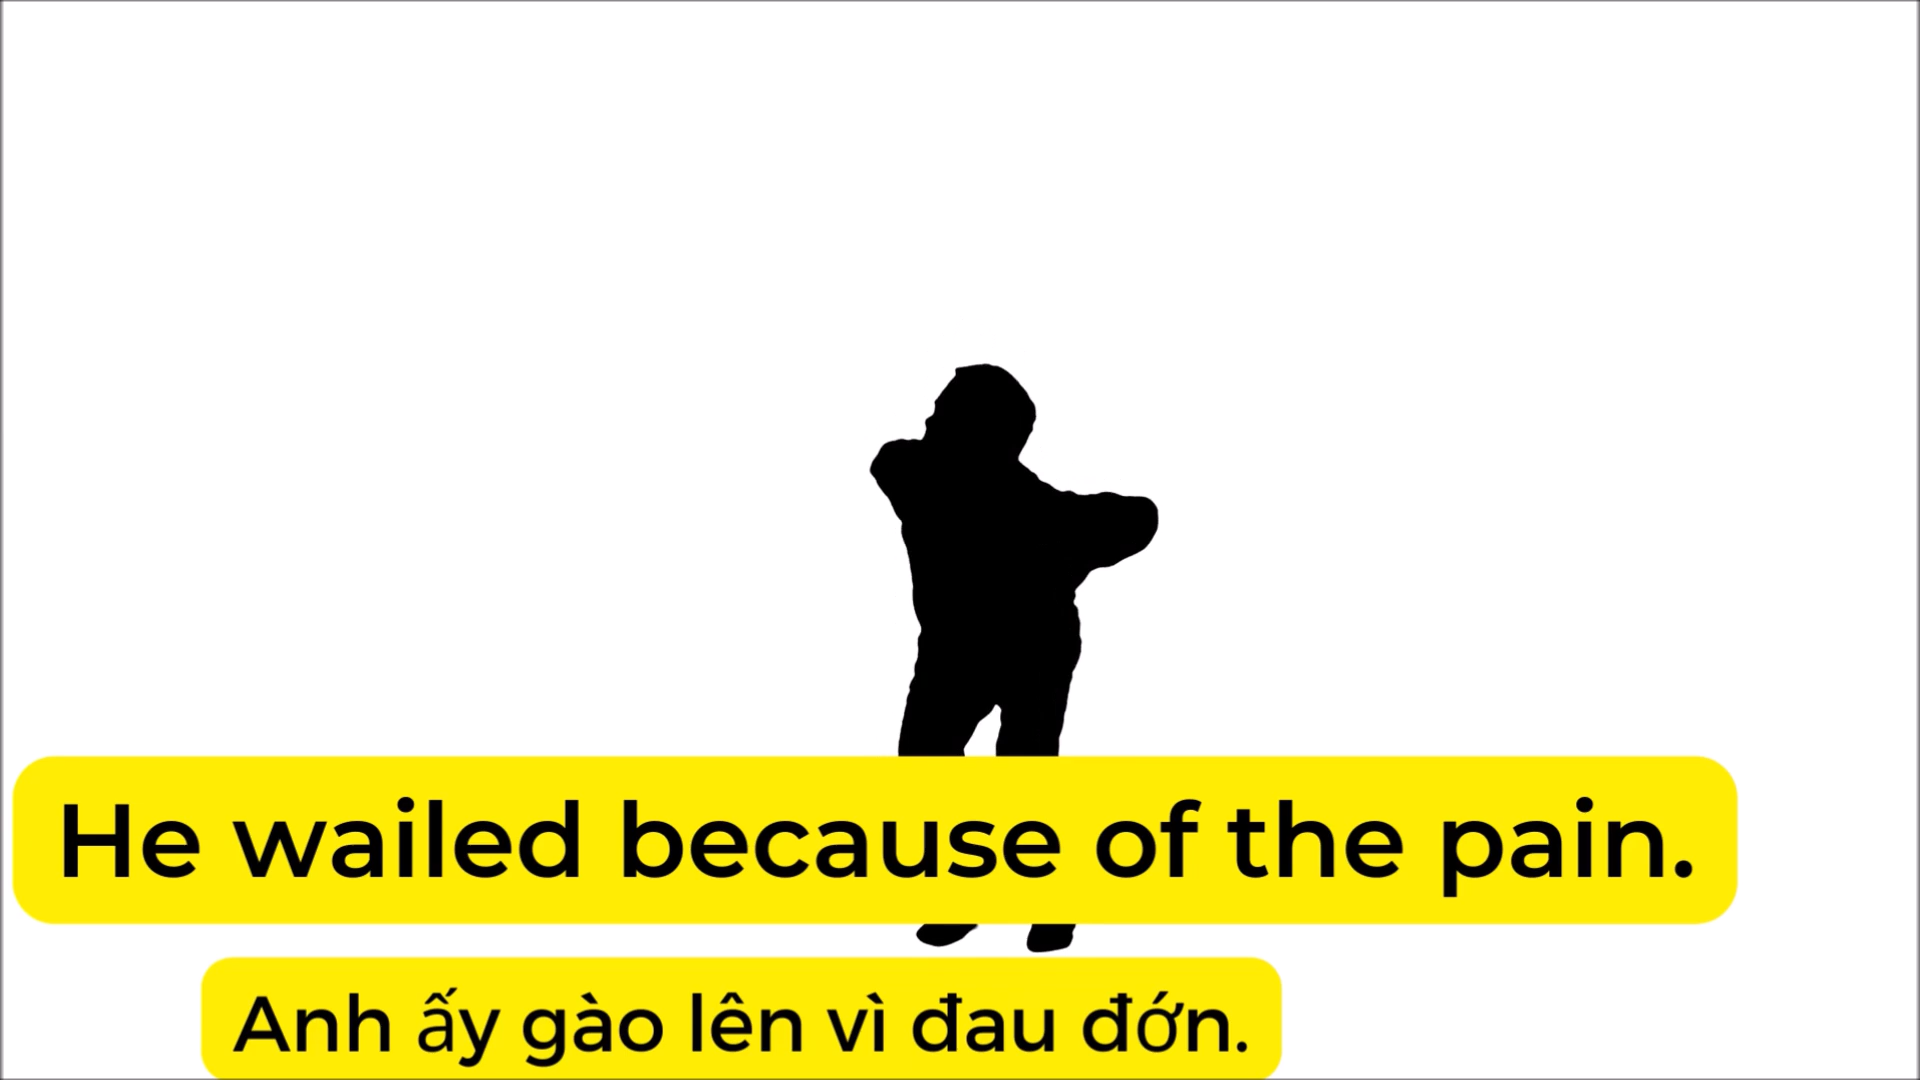 He wailed because of the pain.
Anh ấy gào lên vì đau đớn.